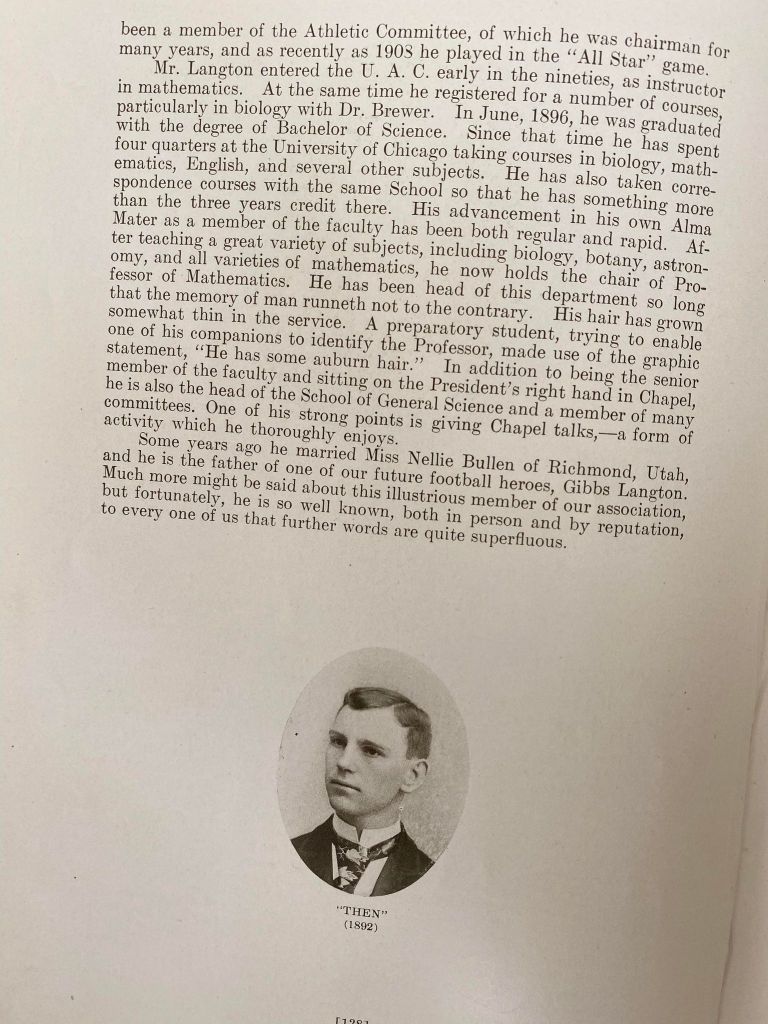 been a member of the Athletic Committee, of which he was chairman for
many years, and as recently as 1908 he played in the "All Star" game.
Mr. Langton entered the U. A. C. early in the nineties, as instructor
in mathematics. At the same time he registered for a number of courses,
particularly in biology with Dr. Brewer. In June, 1896, he was graduated
with the degree of Bachelor of Science. Since that time he has spent
four quarters at the University of Chicago taking courses in biology, math-
ematics, English, and several other subjects. He has also taken corre-
spondence courses with the same School so that he has something more
than the three years credit there. His advancement in his own Alma
Mater as a member of the faculty has been both regular and rapid. Af-
ter teaching a great variety of subjects, including biology, botany, astron-
omy, and all varieties of mathematics, he now holds the chair of Pro-
fessor of Mathematics. He has been head of this department so long
that the memory of man runneth not to the contrary. His hair has grown
somewhat thin in the service. A preparatory student, trying to enable
one of his companions to identify the Professor, made use of the graphic
statement, "He has some auburn hair." In addition to being the senior
member of the faculty and sitting on the President's right hand in Chapel,
he is also the head of the School of General Science and a member of many
committees. One of his strong points is giving Chapel talks,—a form of
activity which he thoroughly enjoys.
Some years ago he married Miss Nellie Bullen of Richmond, Utah,
and he is the father of one of our future football heroes, Gibbs Langton.
Much more might be said about this illustrious member of our association,
but fortunately, he is so well known, both in person and by reputation,
to every one of us that further words are quite superfluous.
"THEN"
(1892)